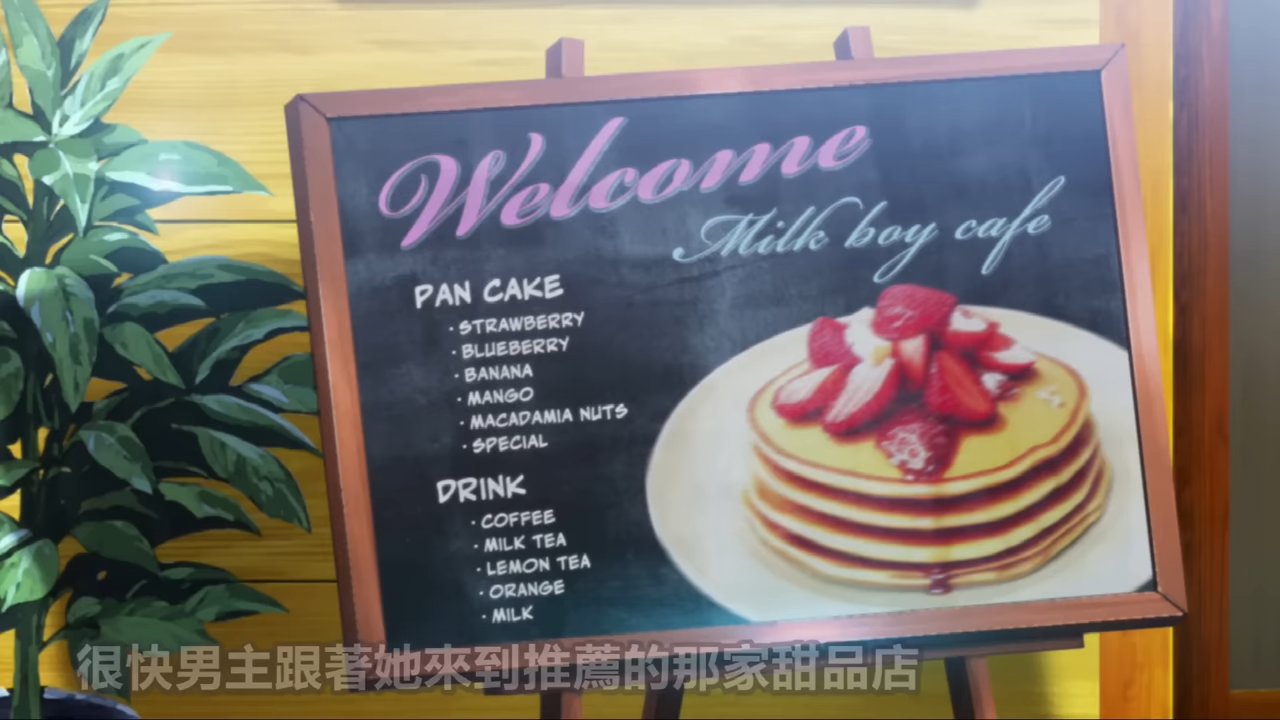 Welcome
Milk boy cafe
PAN CAKE
· STRAWBERRY
· BLUEBERRY
· BANANA
· MANGO
· MACADAMIA NUTS
· SPECIAL
DRINK
· COFFEE
· MILK TEA
· LEMON TEA
· ORANGE
· MILK
很快男主跟著她來到推薦的那家甜品店